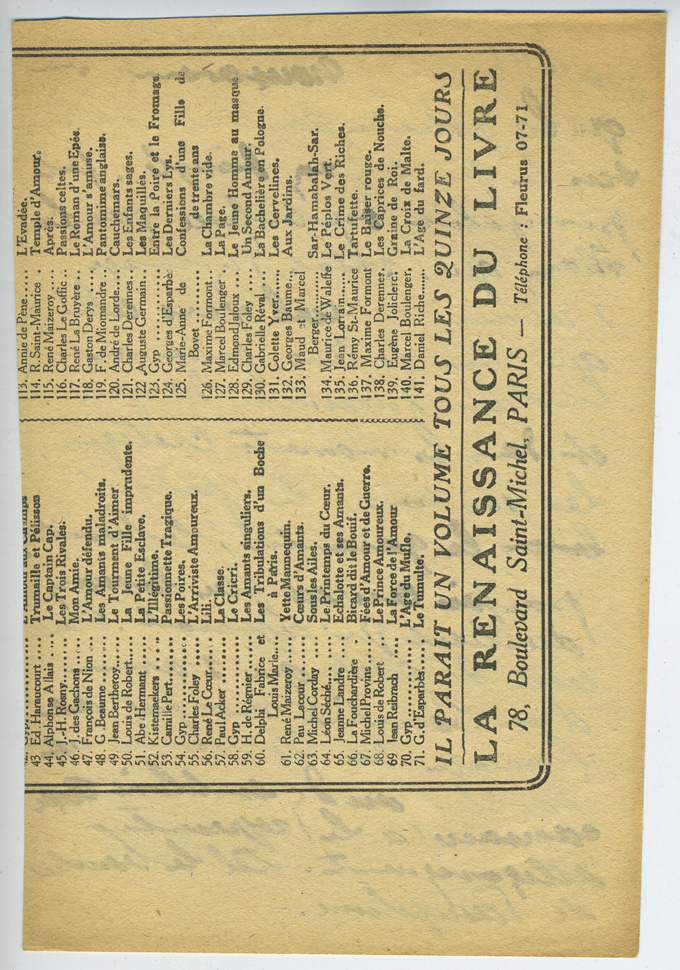 43 Ed. Haraucourt.... Trumaille et Pélisson
44. Alphonse Allais... Le Captain Cap.
45. J.-H. Rosny...... Les Trois Rivales.
46. J. des Gachons.... Mon Amie.
47. François de Nion... L'Amour défendu.
48. G. Beaume....... Les Amants maladroits.
49 Jean Bertheroy..... Le Tourment d'Aimer
50. Louis de Robert..... La Jeune Fille imprudente.
51. Abel Hermant..... La Petite Esclave.
52. Kistemaekers..... L'Illégitime.
53. Camille Pert....... Passionnette Tragique.
54. Gyp............ Les Poires.
55. Charles Foley..... L'Arriviste Amoureux.
56. René Le Cœur..... Lili.
57. Paul Acker....... La Classe.
58. Gyp............ Le Cricri.
59. H. de Régnier..... Les Amants singuliers.
60. Delphi Fabrice et Les Tribulations d'un Boche
Louis Marle..... à Paris.
61. René Maizeroy.... Yette Mannequin.
62. Paul Lacour...... Cœurs d'Amants.
63. Michel Corday.... Sous les Ailes.
64. Léon Séché....... Le Printemps du Cœur.
65. Jeanne Landre.... Echalotte et ses Amants.
66. La Fouchardière... Bicard dit le Bouif.
67. Michel Provins.... Fées d'Amour et de Guerre.
68. Louis de Robert... Le Prince Amoureux.
69 Jean Reibrach.... La Force de l'Amour
70. Gyp............ L'Age du Mufle.
71. G. d'Esparbès..... Le Tumulte.
113. Annie de Pène.... L'Evadée.
114. R. Saint-Maurice.. Temple d'Amour.
115. René Maizeroy.... Après.
116. Charles Le Goffic.. Passions celtes.
117. René La Bruyère... Le Roman d'une Epée.
118. Gaston Derys..... L'Amour s'amuse.
119. F. de Miomandre... Pantomime anglaise.
120. André de Lorde.... Cauchemars.
121. Charles Derennes... Les Enfants sages.
122 Auguste Germain... Les Maquillés.
123. Gyp............ Entre la Poire et le Fromage
124. Georges d'Esparbè: Les Derniers Lys.
125. Marie-Anne de Confessions d'une Fille de
Bovet.......... de trente ans
126. Maxime Formont... La Chambre vide.
127. Marcel Boulenger.. La Page.
128. Edmond Jaloux.... Le Jeune Homme au masque
129. Charles Foley..... Un Second Amour.
130. Gabrielle Réval.... La Bachelière en Pologne.
131. Colette Yver...... Les Cervelines.
132. Georges Baume.... Aux Jardins.
133. Maud et Marcel
Berger.......... Sar-Hamabalah-Sar.
134. Maurice de Waleffe Le Péplos Vert.
135. Jean Lorrain...... Le Crime des Riches.
136. Rémy St-Maurice Tartufette.
137. Maxime Formont Le Baiser rouge.
138. Charles Derennes. Les Caprices de Nouche.
139. Eugène Joliclerc. Graine de Roi.
140. Marcel Boulenger. La Croix de Malte.
141. Daniel Riche...... L'Age du fard.
IL PARAIT UN VOLUME TOUS LES QUINZE JOURS
LA RENAISSANCE DU LIVRE
78, Boulevard Saint-Michel, PARIS — Téléphone : Fleurus 07-71